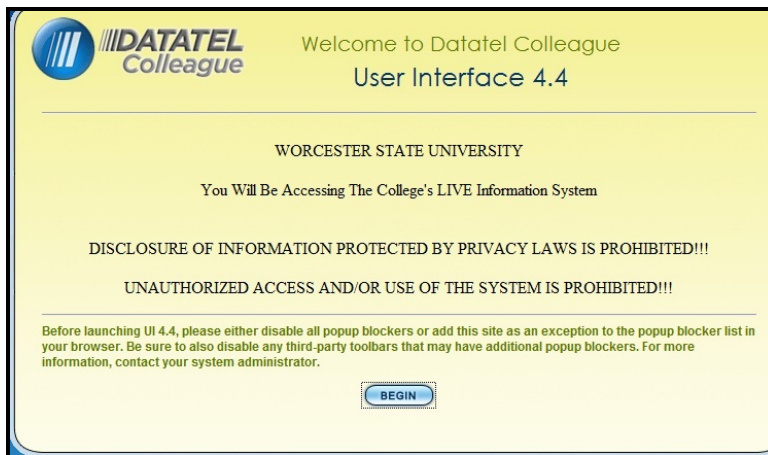 DATATEL
Colleague
Welcome to Datatel Colleague
User Interface 4.4
WORCESTER STATE UNIVERSITY
You Will Be Accessing The College's LIVE Information System
DISCLOSURE OF INFORMATION PROTECTED BY PRIVACY LAWS IS PROHIBITED!!!
UNAUTHORIZED ACCESS AND/OR USE OF THE SYSTEM IS PROHIBITED!!!
Before launching UI 4.4, please either disable all popup blockers or add this site as an exception to the popup blocker list in
your browser. Be sure to also disable any third-party toolbars that may have additional popup blockers. For more
information, contact your system administrator.
BEGIN